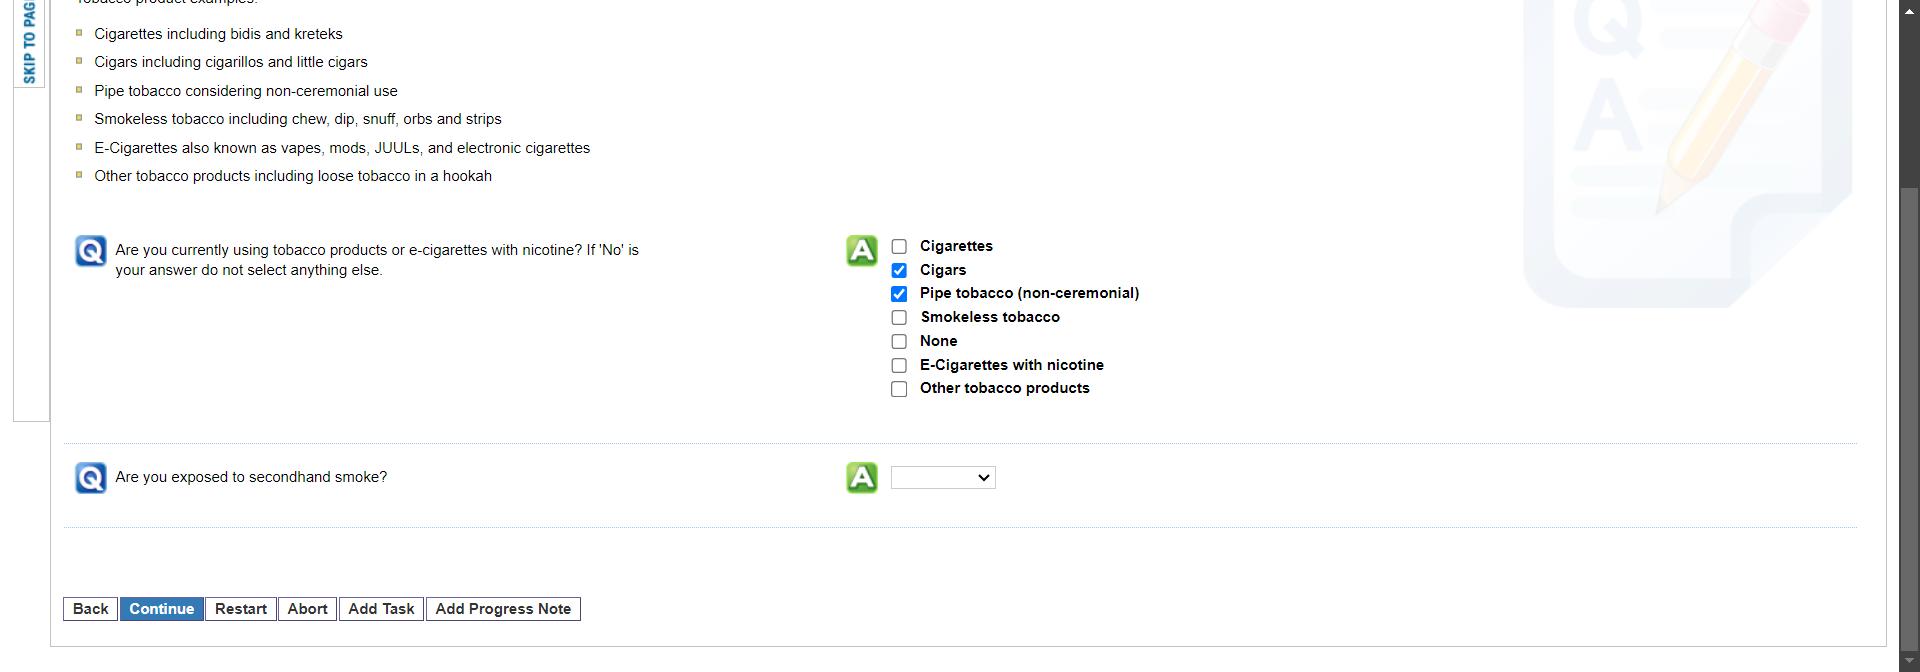 Tobacco product examples:
SKIP TO PAG
Cigarettes including bidis and kreteks
Cigars including cigarillos and little cigars
Pipe tobacco considering non-ceremonial use
Smokeless tobacco including chew, dip, snuff, orbs and strips
E-Cigarettes also known as vapes, mods, JUULs, and electronic cigarettes
Other tobacco products including loose tobacco in a hookah
Q
A
Q Are you currently using tobacco products or e-cigarettes with nicotine? If 'No' is
your answer do not select anything else.
A Cigarettes
Cigars
Pipe tobacco (non-ceremonial)
Smokeless tobacco
None
E-Cigarettes with nicotine
Other tobacco products
Q Are you exposed to secondhand smoke?
A
Back Continue Restart Abort Add Task Add Progress Note